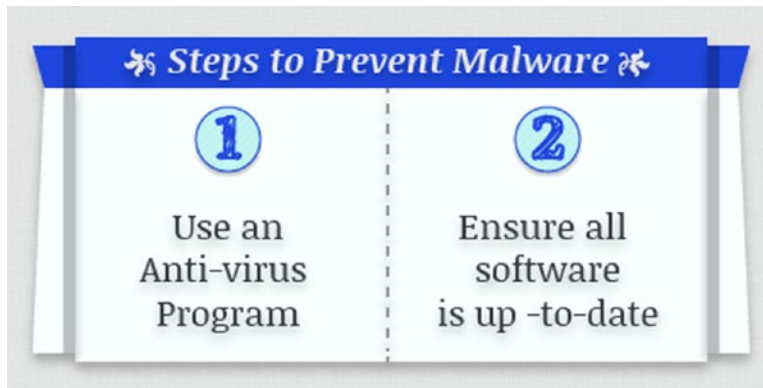 Steps to Prevent Malware
1
2
Use an
Anti-virus
Program
Ensure all
software
is up -to-date